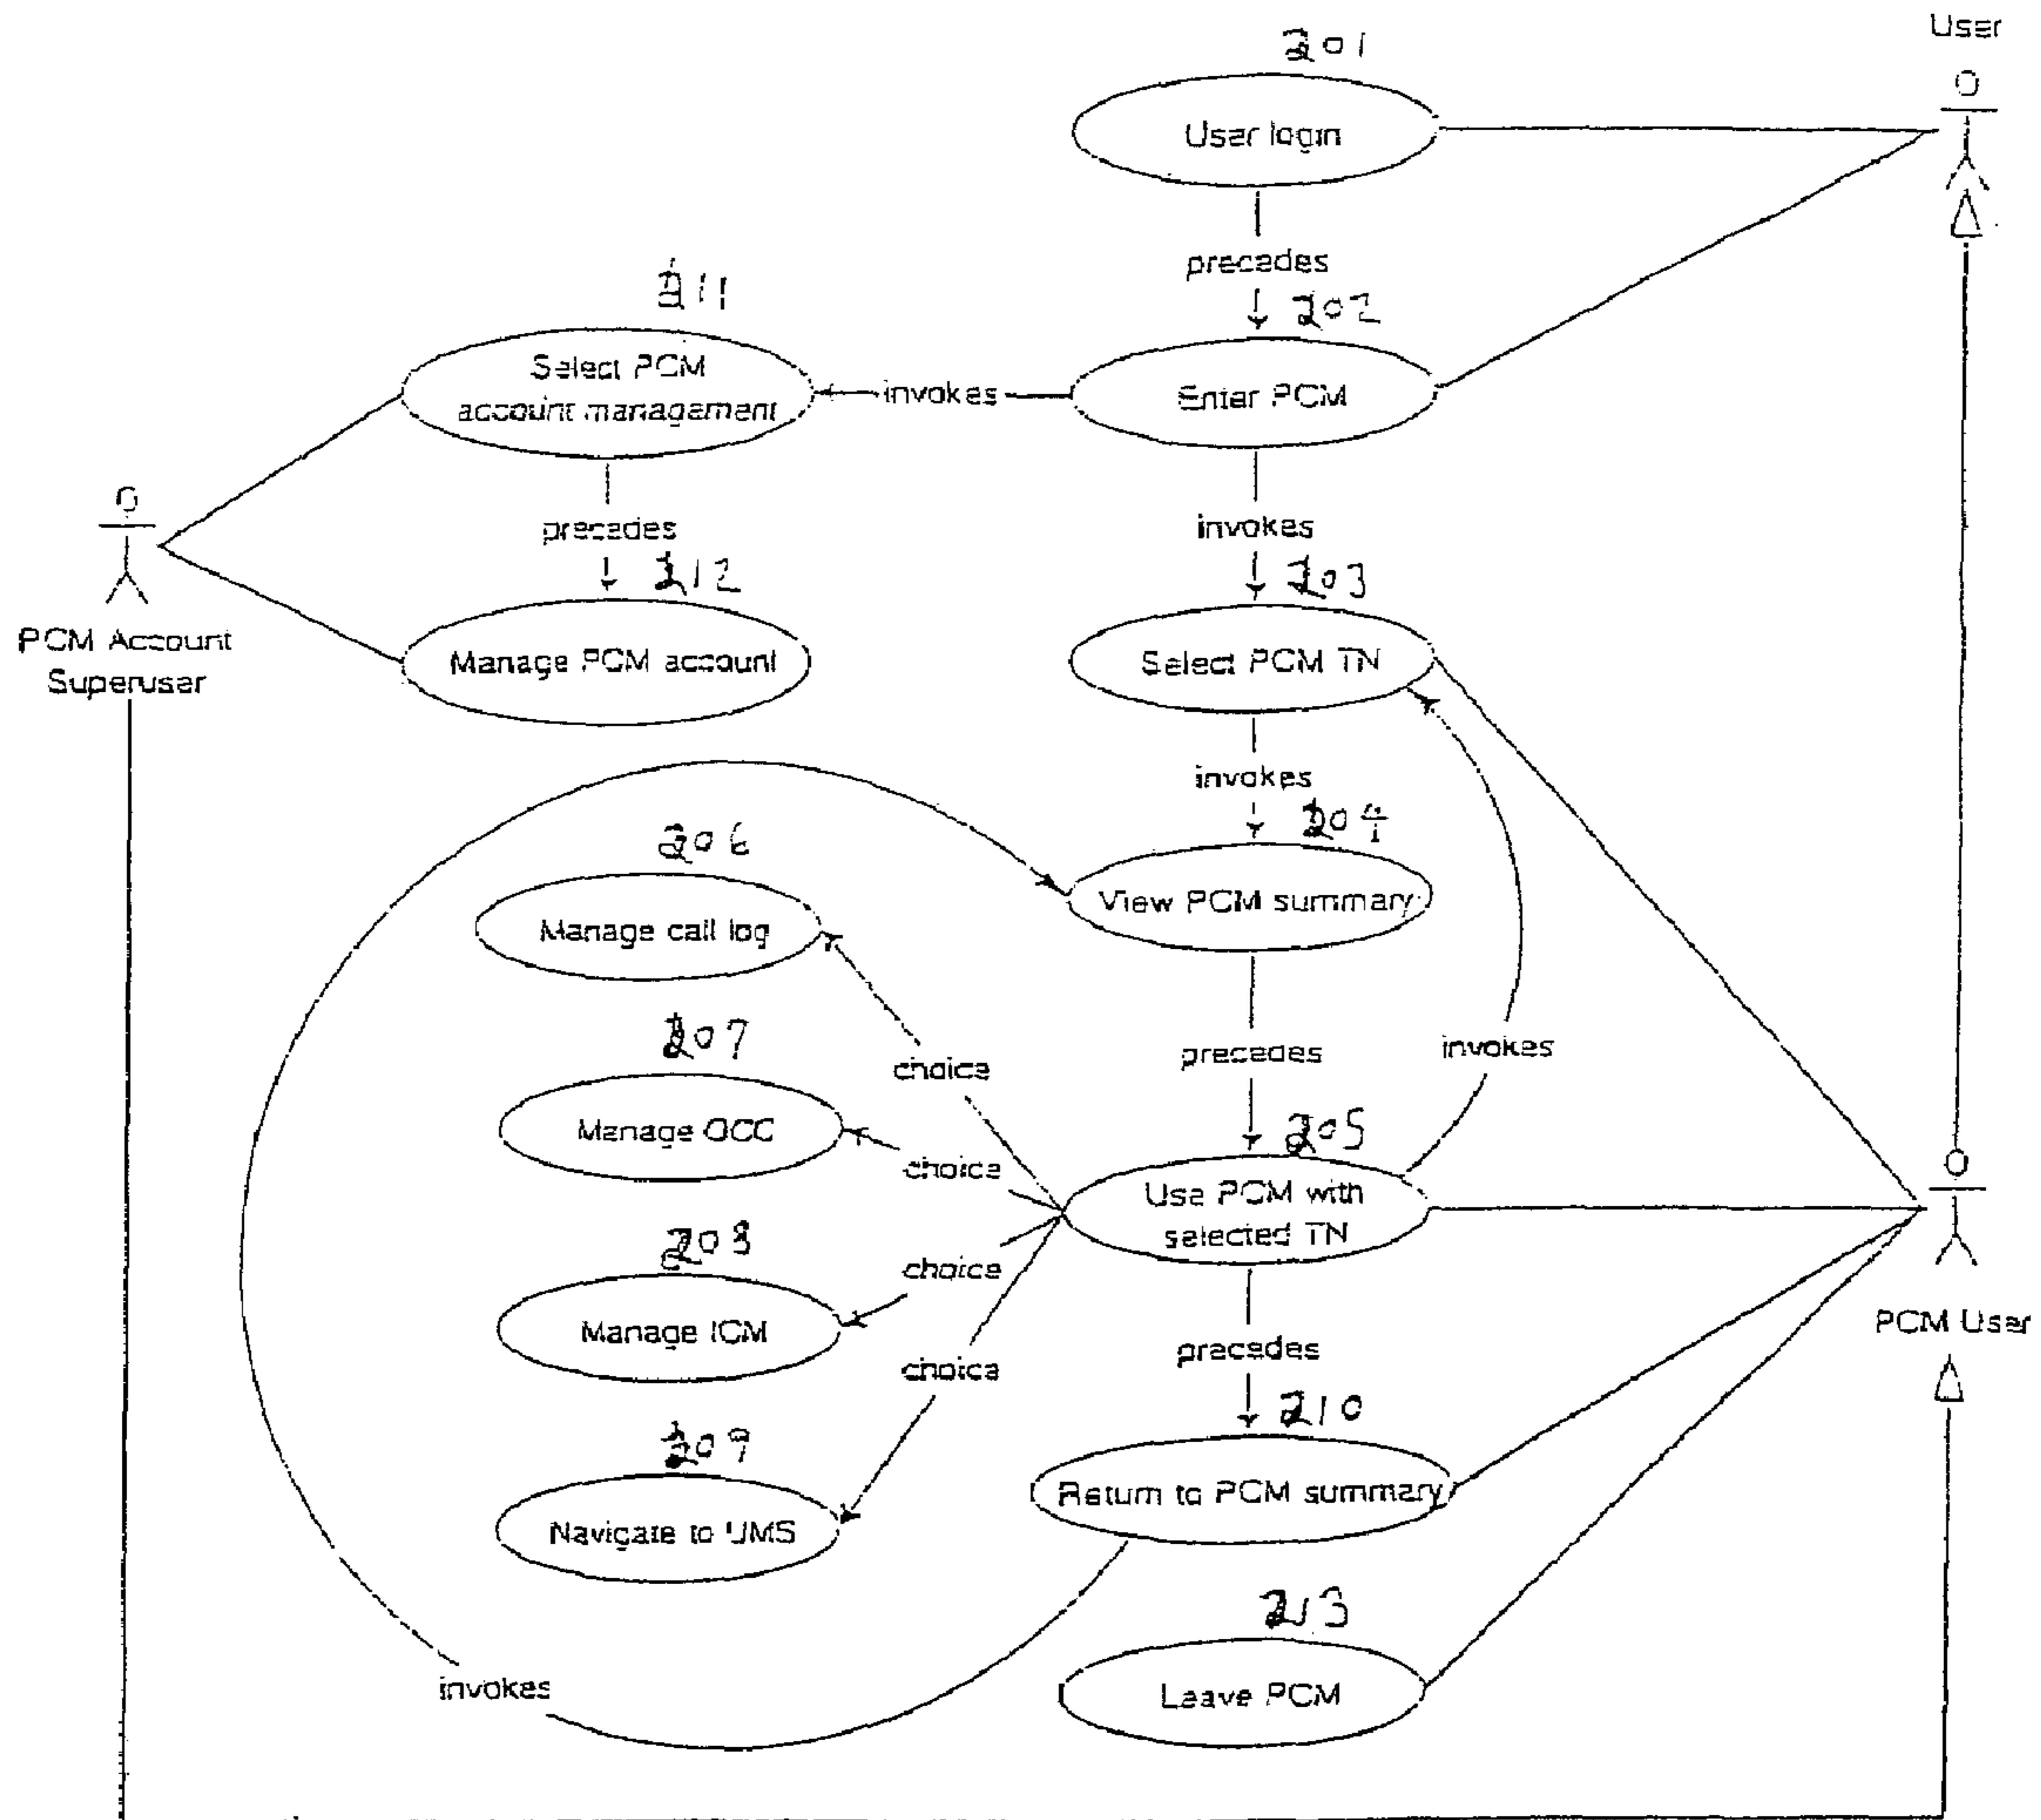 User
201
User login
precedes
202
211
Select PCM
account management
invokes
Enter PCM
precedes
invokes
212
203
PCM Account
Superuser
Manage PCM account
Select PCM TN
invokes
204
206
View PCM summary
Manage call log
207
choice
precedes
invokes
Manage OCC
choice
205
Use PCM with
selected TN
208
choice
Manage ICM
PCM User
precedes
choice
210
209
Return to PCM summary
Navigate to UMS
213
invokes
Leave PCM